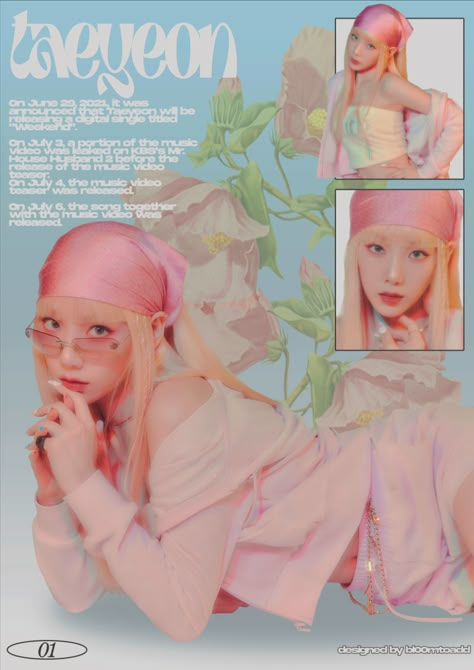 taeyeon
On June 29, 2021, it was
announced that Taeyeon will be
releasing a digital single titled
"Weekend".
On July 3, a portion of the music
video was leaked on KBS's Mr.
House Husband 2 before the
release of the music video
teaser.
On July 4, the music video
teaser was released.
On July 6, the song together
with the music video was
released.
01
designed by bl00mtoadd